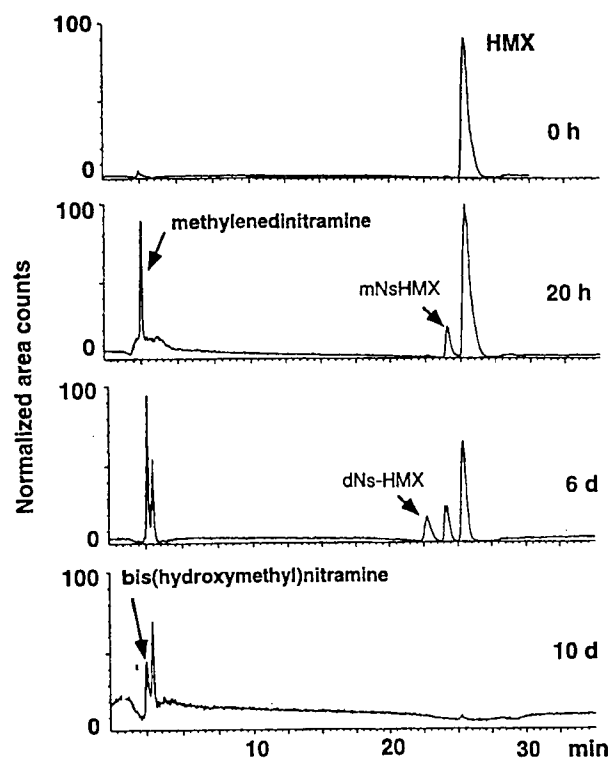 Normalized area counts
100
HMX
0 h
0
100
methylenedinitramine
mNsHMX
20 h
0
100
dNs-HMX
6 d
0
100
bis(hydroxymethyl)nitramine
10 d
0
10
20
30
min